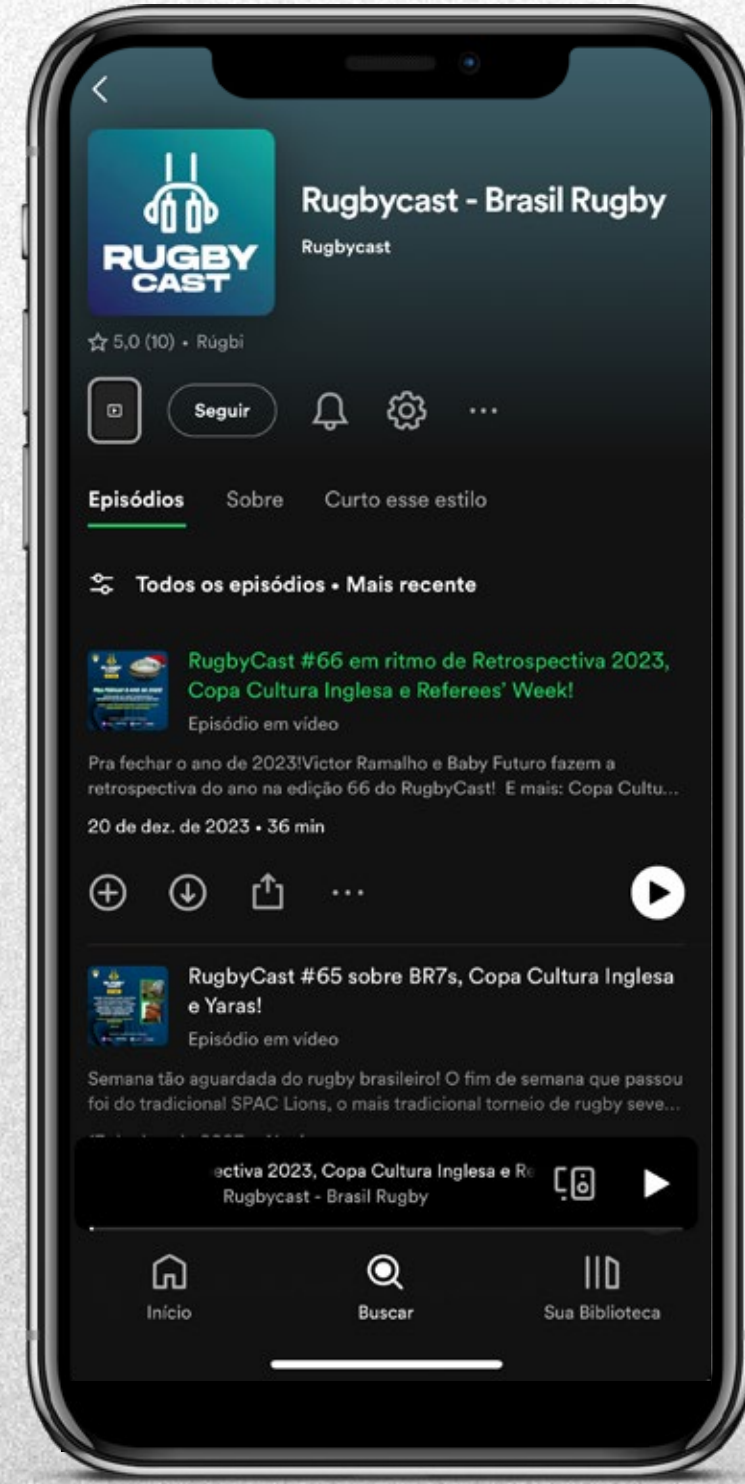 RUGBY
CAST
Rugbycast - Brasil Rugby
Rugbycast
5,0 (10) • Rúgbi
Seguir
Episódios Sobre Curto esse estilo
Todos os episódios • Mais recente
RugbyCast #66 em ritmo de Retrospectiva 2023,
Copa Cultura Inglesa e Referees’ Week!
Episódio em vídeo
Pra fechar o ano de 2023!Victor Ramalho e Baby Futuro fazem a
retrospectiva do ano na edição 66 do RugbyCast! E mais: Copa Cultu...
20 de dez. de 2023 • 36 min
RugbyCast #65 sobre BR7s, Copa Cultura Inglesa
e Yaras!
Episódio em vídeo
Semana tão aguardada do rugby brasileiro! O fim de semana que passou
foi do tradicional SPAC Lions, o mais tradicional torneio de rugby seve...
ectiva 2023, Copa Cultura Inglesa e Re
Rugbycast - Brasil Rugby
Início Buscar Sua Biblioteca